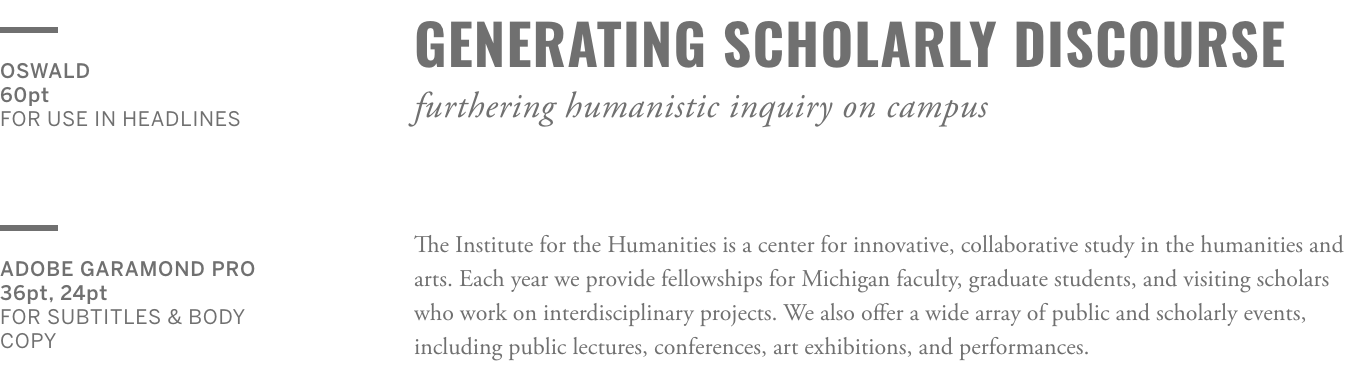 OSWALD
60pt
FOR USE IN HEADLINES
GENERATING SCHOLARLY DISCOURSE
furthering humanistic inquiry on campus
ADOBE GARAMOND PRO
36pt, 24pt
FOR SUBTITLES & BODY
COPY
The Institute for the Humanities is a center for innovative, collaborative study in the humanities and
arts. Each year we provide fellowships for Michigan faculty, graduate students, and visiting scholars
who work on interdisciplinary projects. We also offer a wide array of public and scholarly events,
including public lectures, conferences, art exhibitions, and performances.